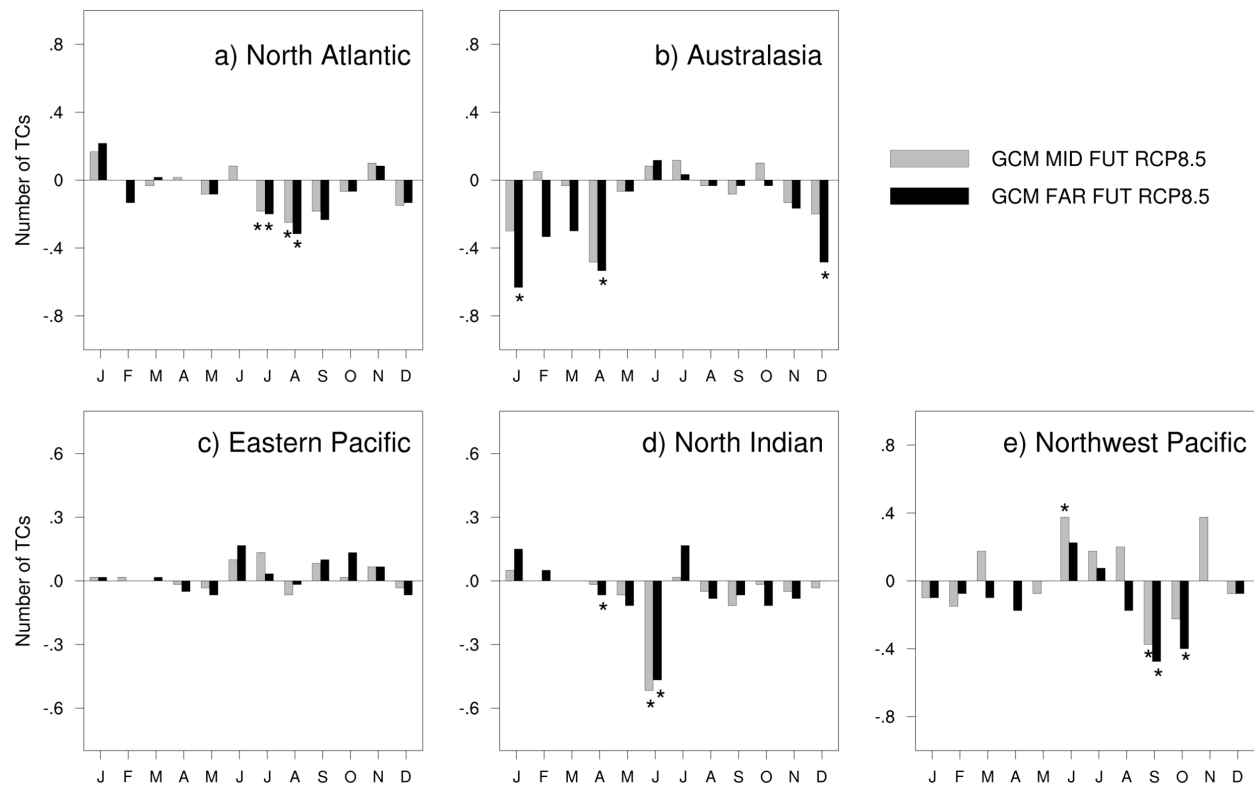 a) North Atlantic
Number of TCs
.8
.4
0
-.4
-.8
* *
*
*
J F M A M J J A S O N D
b) Australasia
.8
.4
0
-.4
-.8
*
*
*
J F M A M J J A S O N D
GCM MID FUT RCP8.5
GCM FAR FUT RCP8.5
c) Eastern Pacific
Number of TCs
.6
.3
.0
-.3
-.6
J F M A M J J A S O N D
d) North Indian
.6
.3
.0
-.3
-.6
*
*
*
J F M A M J J A S O N D
e) Northwest Pacific
.8
.4
0
-.4
-.8
*
*
*
*
J F M A M J J A S O N D